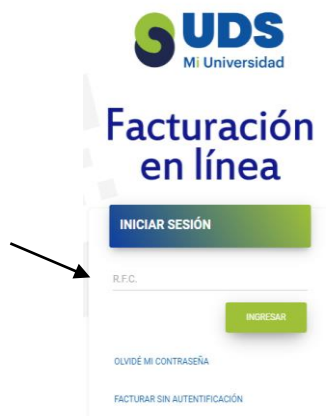 UDS
Mi Universidad
Facturación
en línea
INICIAR SESIÓN
R.F.C.
INGRESAR
OLVIDÉ MI CONTRASEÑA
FACTURAR SIN AUTENTIFICACIÓN